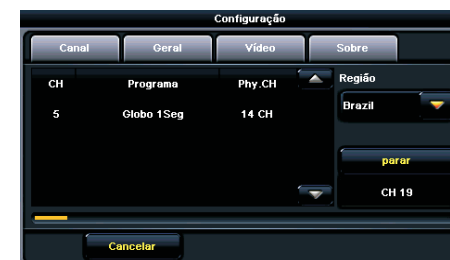 Configuração
Canal Geral Vídeo Sobre
CH Programa Phy.CH Região
5 Globo 1Seg 14 CH Brazil
parar
CH 19
Cancelar